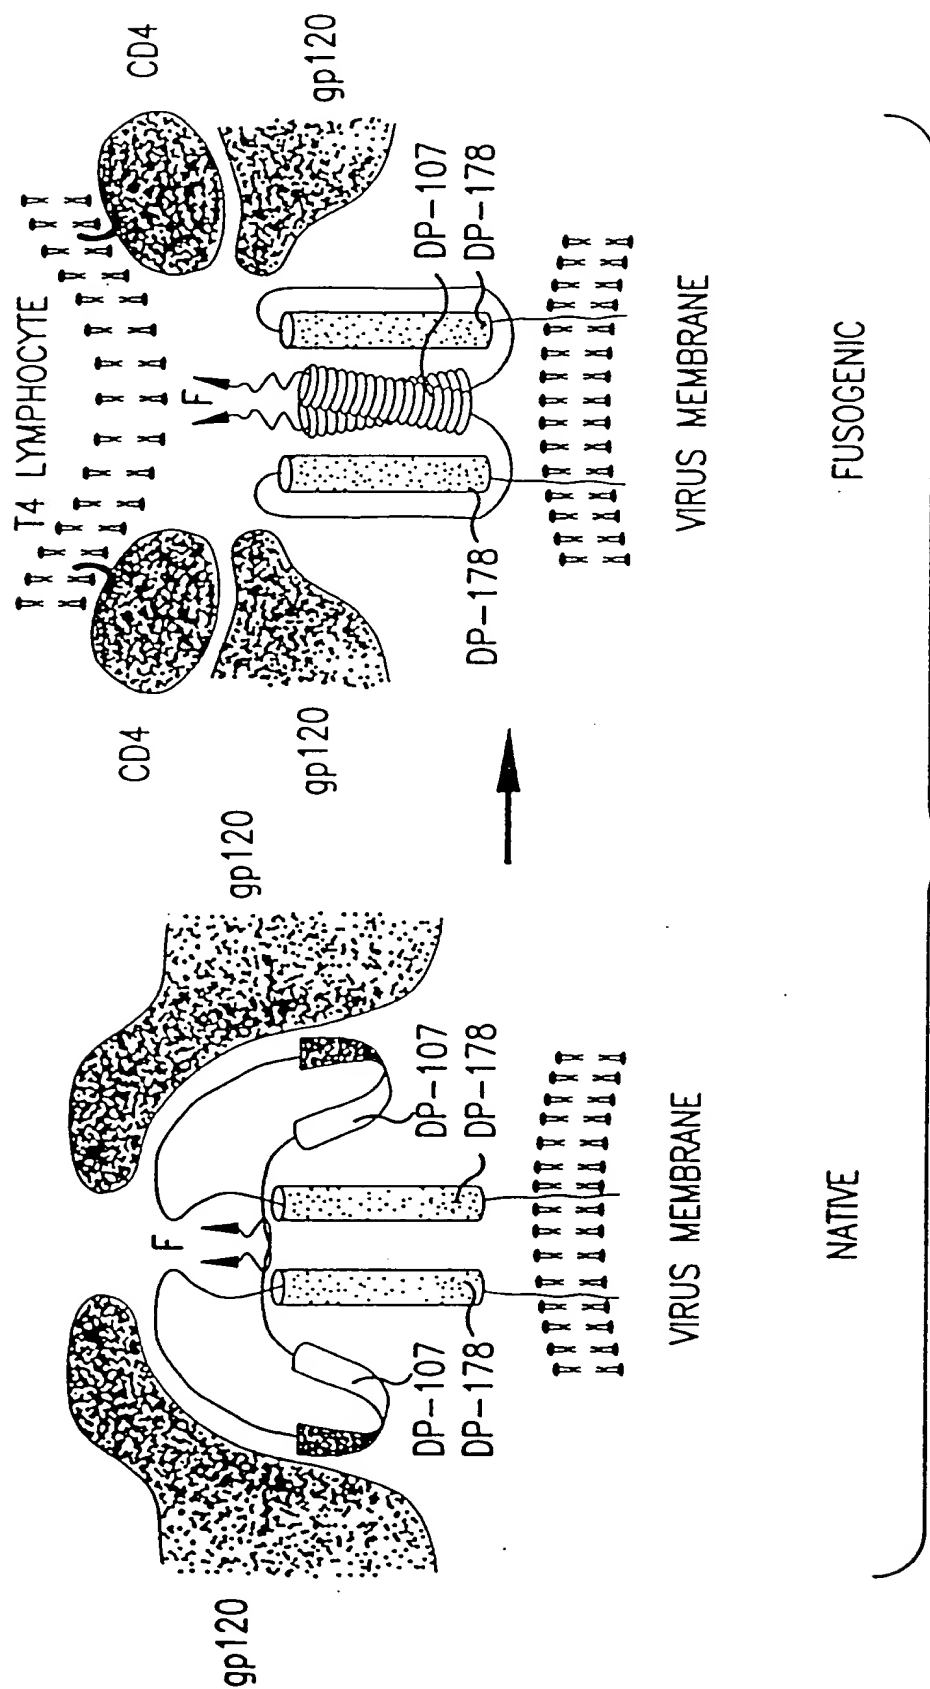 gp120
gp120
F
DP-107
DP-178
DP-107
DP-178
VIRUS MEMBRANE
NATIVE
T4 LYMPHOCYTE
CD4
CD4
gp120
gp120
F
DP-178
DP-107
DP-178
VIRUS MEMBRANE
FUSOGENIC